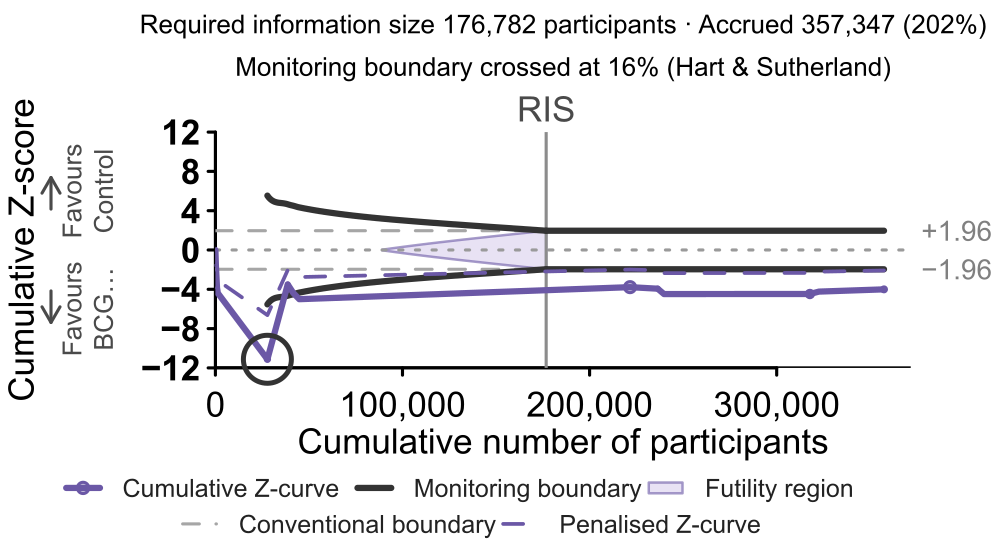 Required information size 176,782 participants · Accrued 357,347 (202%)
Monitoring boundary crossed at 16% (Hart & Sutherland)
RIS
Cumulative Z-score
Favours
Control
Favours
BCG…
12
8
4
0
−4
−8
−12
+1.96
−1.96
0
100,000
200,000
300,000
Cumulative number of participants
Cumulative Z-curve
Monitoring boundary
Futility region
Conventional boundary
Penalised Z-curve